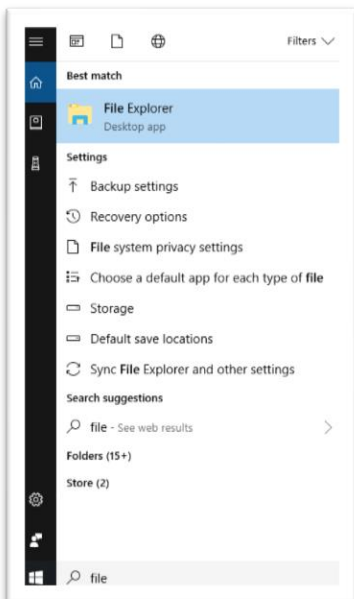 Filters
Best match
File Explorer
Desktop app
Settings
Backup settings
Recovery options
File system privacy settings
Choose a default app for each type of file
Storage
Default save locations
Sync File Explorer and other settings
Search suggestions
file - See web results
Folders (15+)
Store (2)
file